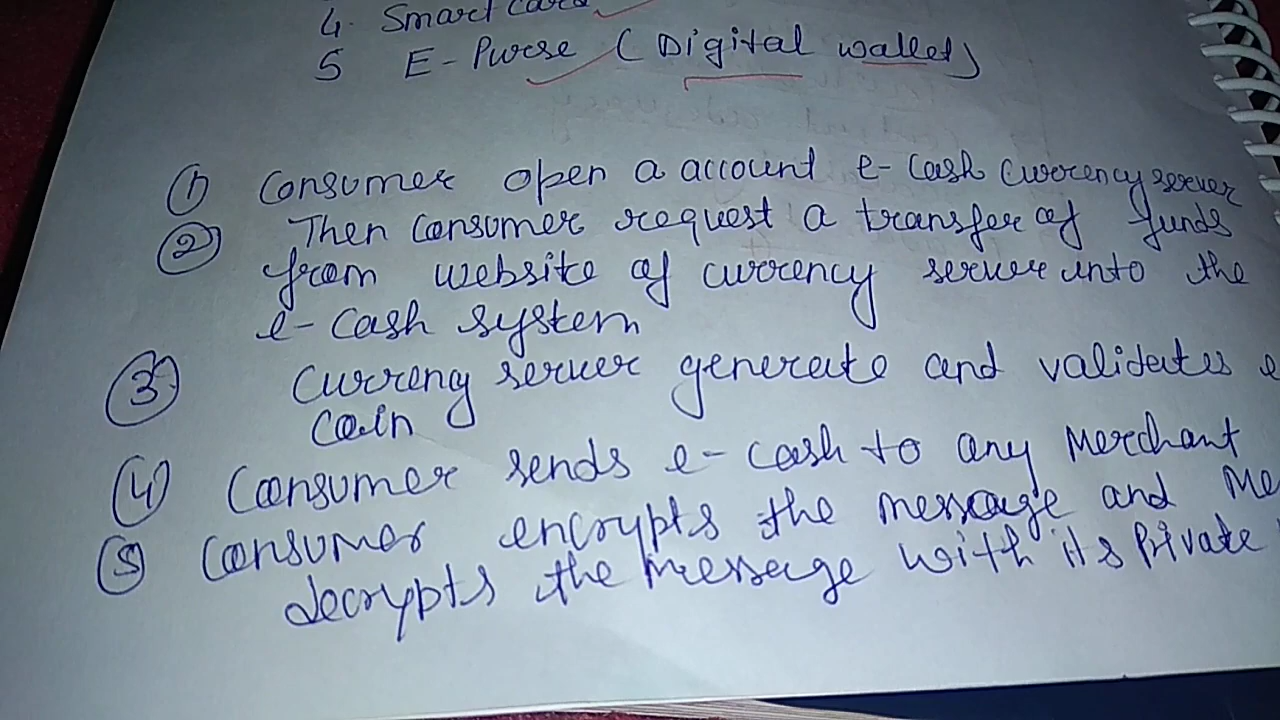 4. Smart Card
5 E-Purse (Digital wallet)
① Consumer open a account e-cash currency server
② Then consumer request a transfer of funds
from website of currency server into the
e-cash system
③ Curreny server generate and validates e
coin
④ Consumer sends e-cash to any Merchant
⑤ Consumer encrypts the message and Me
decrypts the message with its Private